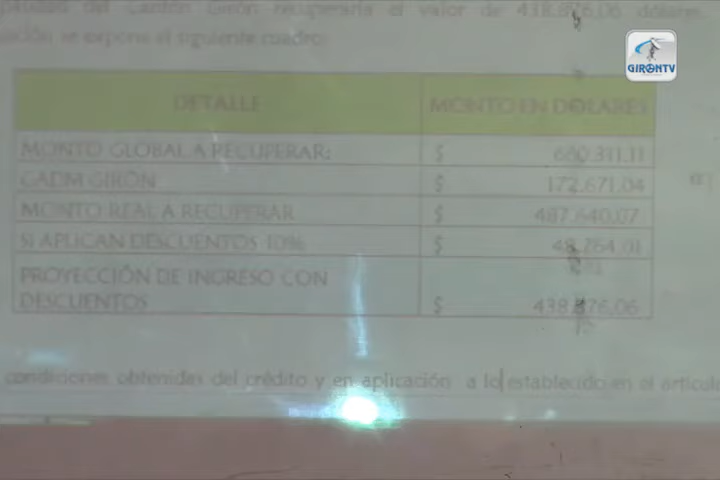 del Cantón Girón recuperaría el valor de 438.876,06 dólares
se expone el siguiente cuadro:
GIRONTV
DETALLE MONTO EN DÓLARES
MONTO GLOBAL A RECUPERAR: $ 660.311,11
GADM GIRÓN $ 172.671,04
MONTO REAL A RECUPERAR $ 487.640,07
SI APLICAN DESCUENTOS 10% $ 48.764,01
PROYECCIÓN DE INGRESO CON
DESCUENTOS $ 438.876,06
condiciones obtenidas del crédito y en aplicación a lo establecido en el artículo